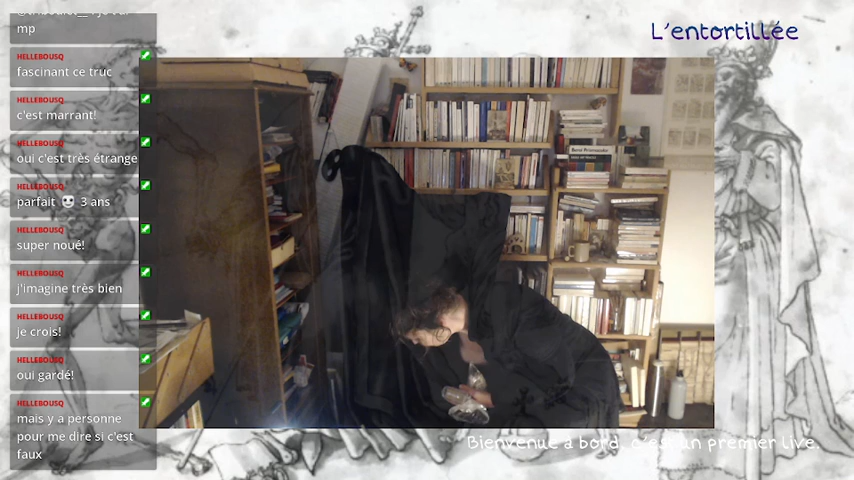 L'entortillée
mp
HELLEBOUSQ
fascinant ce truc
HELLEBOUSQ
c'est marrant!
HELLEBOUSQ
oui c'est très étrange
HELLEBOUSQ
parfait 3 ans
HELLEBOUSQ
super noué!
HELLEBOUSQ
j'imagine très bien
HELLEBOUSQ
je crois!
HELLEBOUSQ
oui gardé!
HELLEBOUSQ
mais y a personne
pour me dire si c'est
faux
Bienvenue à bord, c'est un premier live.